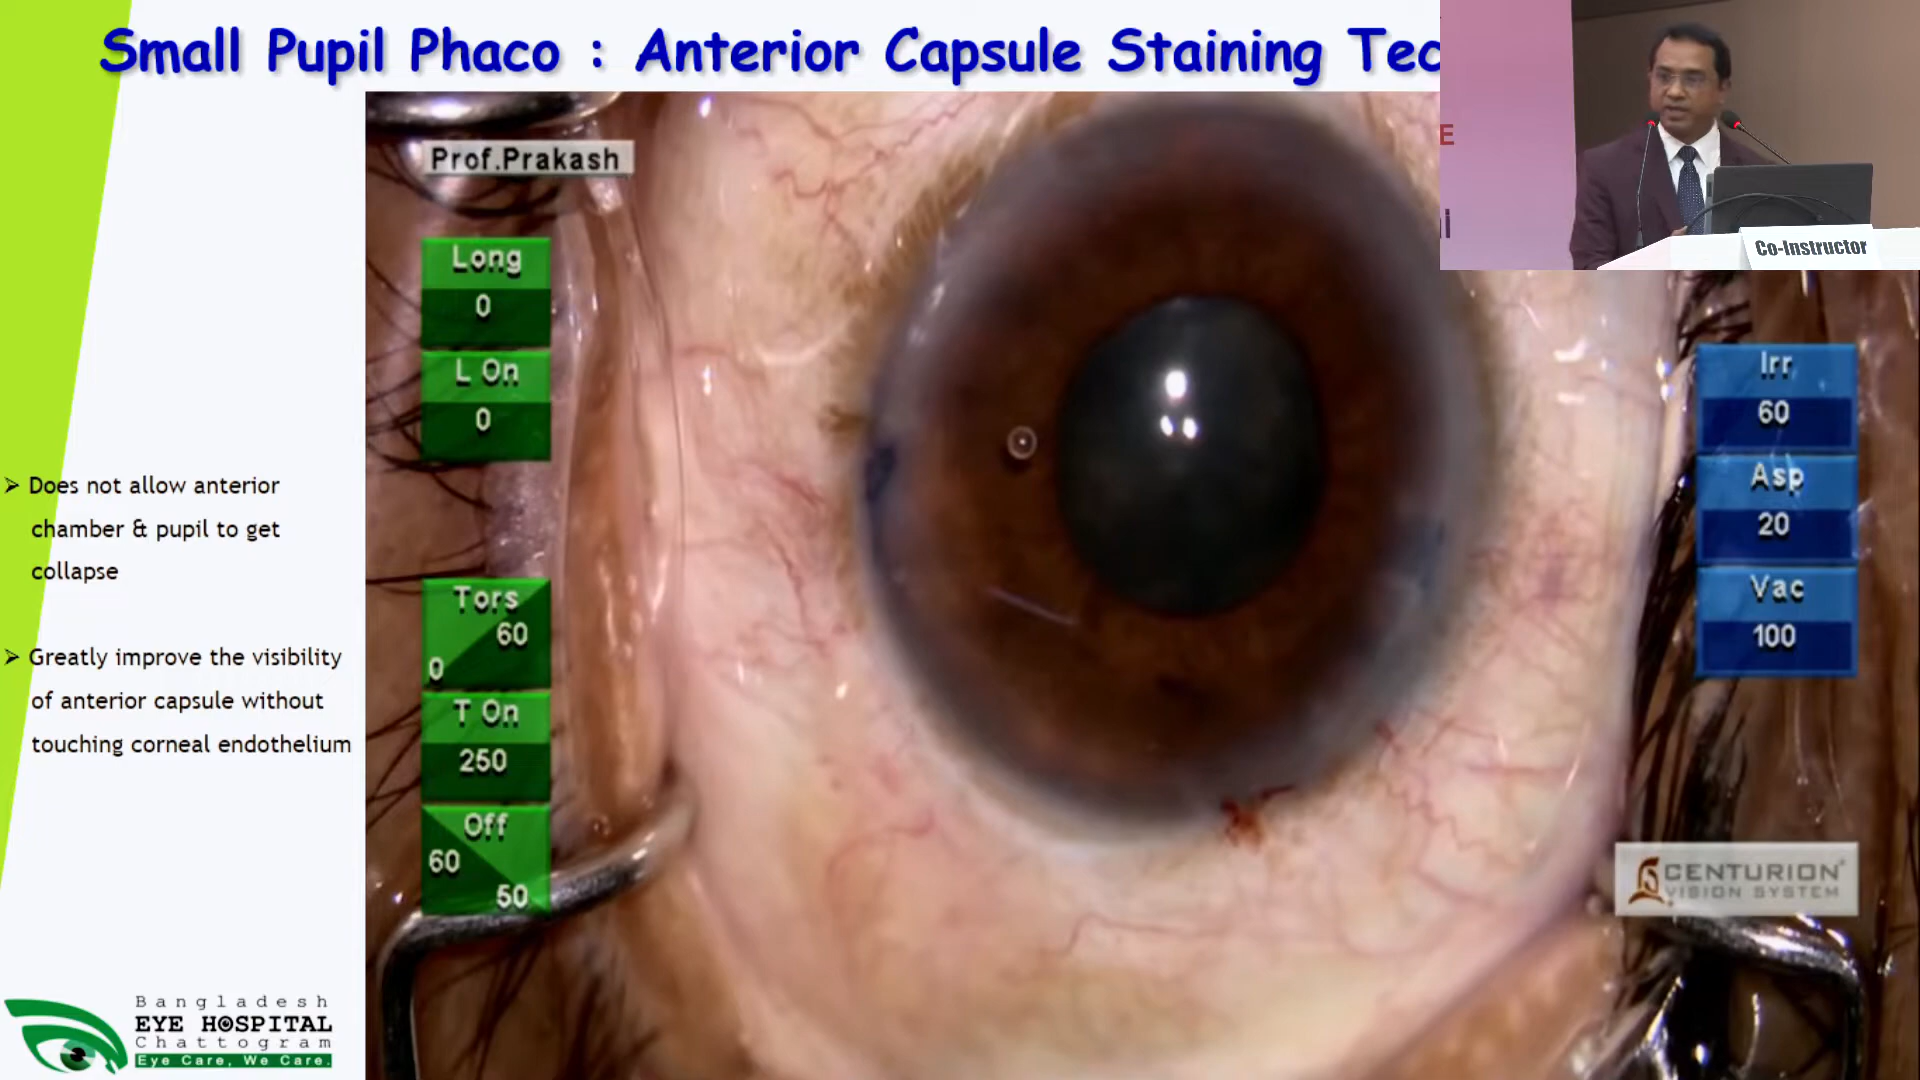 Small Pupil Phaco : Anterior Capsule Staining Tec
E
Co-Instructor
Prof.Prakash
Long
0
L On
0
Tors
60
0
T On
250
Off
60
50
Irr
60
Asp
20
Vac
100
➢ Does not allow anterior
chamber & pupil to get
collapse
➢ Greatly improve the visibility
of anterior capsule without
touching corneal endothelium
CENTURION®
VISION SYSTEM
Bangladesh
EYE HOSPITAL
Chattogram
Eye Care, We Care.